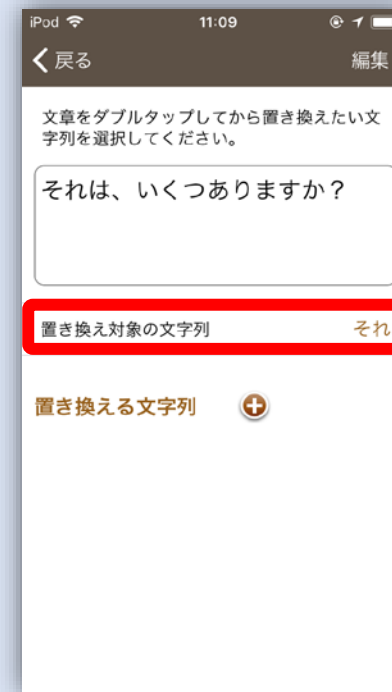 iPod 11:09
戻る 編集
文章をダブルタップしてから置き換えたい文
字列を選択してください。
それは、いくつありますか？
置き換え対象の文字列 それ
置き換える文字列